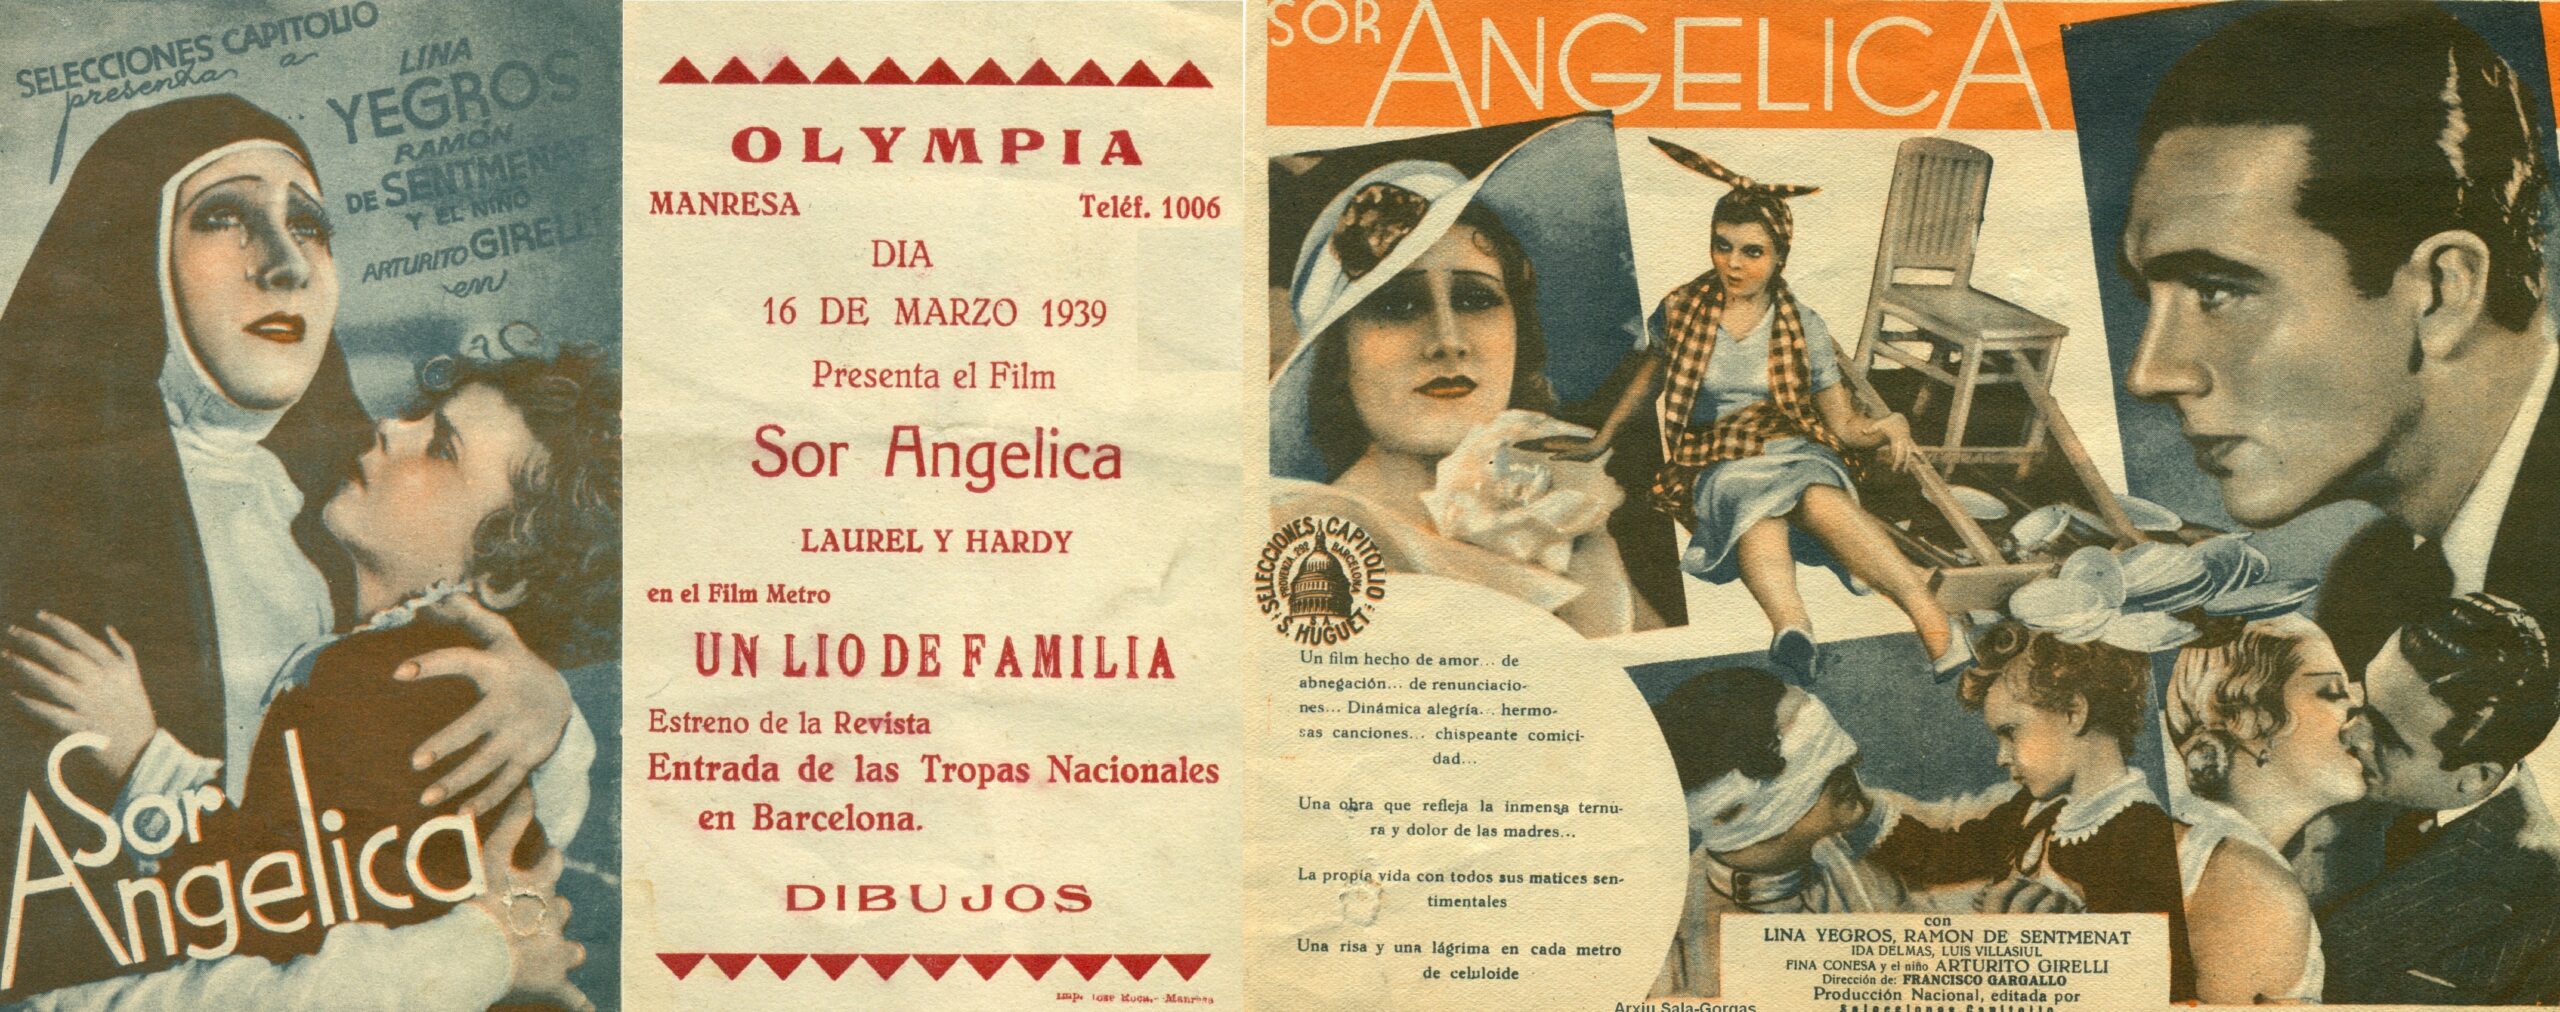 SELECCIONES CAPITOLIO
presenta a
LINA
YEGROS
RAMÓN
DE SENTMENAT
Y EL NIÑO
ARTURITO GIRELLI
en
Sor
Angelica
OLYMPIA
MANRESA Teléf. 1006
DIA
16 DE MARZO 1939
Presenta el Film
Sor Angelica
LAUREL Y HARDY
en el Film Metro
UN LIO DE FAMILIA
Estreno de la Revista
Entrada de las Tropas Nacionales
en Barcelona.
DIBUJOS
Imp. Jose Roca.- Manresa
SOR ANGELICA
SELECCIONES CAPITOLIO
PROVENZA 292 BARCELONA
S.A.
S. HUGUET
Un film hecho de amor... de
abnegación... de renunciacio-
nes... Dinámica alegría... hermo-
sas canciones... chispeante comici-
dad...
Una obra que refleja la inmensa ternu-
ra y dolor de las madres...
La propia vida con todos sus matices sen-
timentales
Una risa y una lágrima en cada metro
de celuloide
con
LINA YEGROS, RAMON DE SENTMENAT
IDA DELMAS, LUIS VILLASIUL
FINA CONESA y el niño ARTURITO GIRELLI
Dirección de: FRANCISCO GARGALLO
Producción Nacional, editada por
Selecciones Capitolio
Arxiu Sala-Gorgas